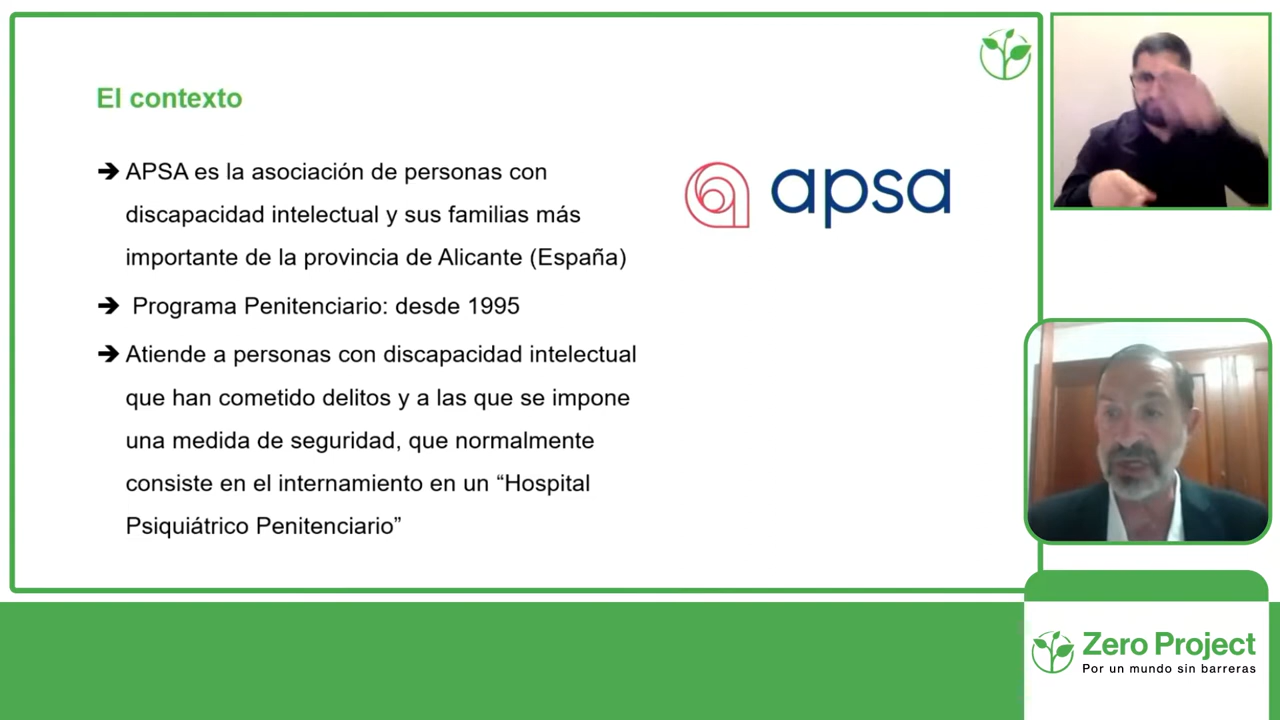 El contexto
➔ APSA es la asociación de personas con
discapacidad intelectual y sus familias más
importante de la provincia de Alicante (España)
➔ Programa Penitenciario: desde 1995
➔ Atiende a personas con discapacidad intelectual
que han cometido delitos y a las que se impone
una medida de seguridad, que normalmente
consiste en el internamiento en un “Hospital
Psiquiátrico Penitenciario”
apsa
Zero Project
Por un mundo sin barreras